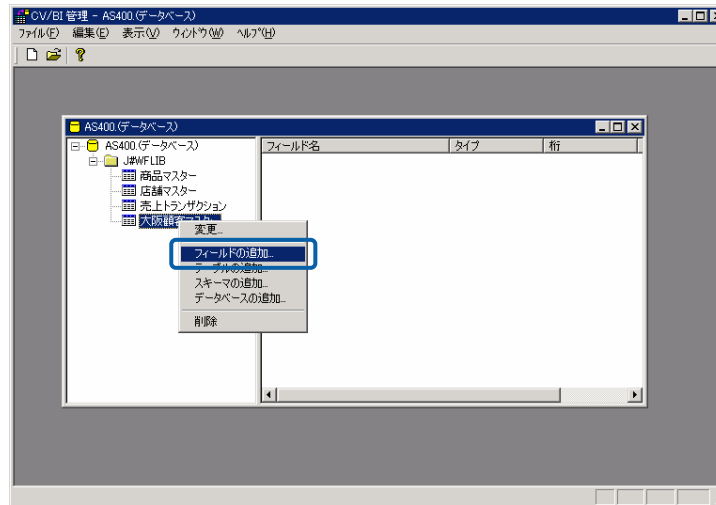 CV/BI 管理 - AS400.(データベース)
ファイル(F) 編集(E) 表示(V) ウィンドウ(W) ヘルプ(H)
AS400.(データベース)
AS400.(データベース)
フィールド名 タイプ 桁
J#WFLIB
商品マスター
店舗マスター
売上トランザクション
大阪顧客マスター
変更...
フィールドの追加...
テーブルの追加...
スキーマの追加...
データベースの追加...
削除